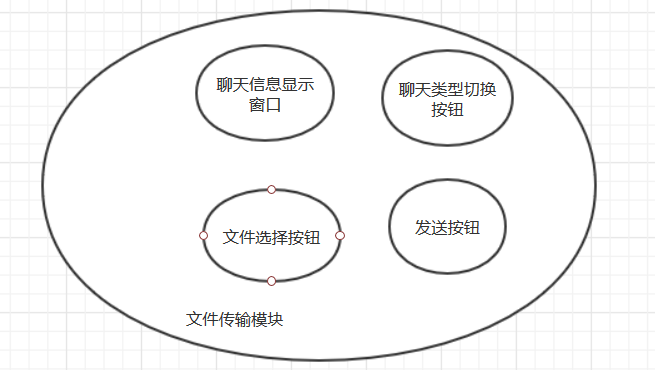 聊天信息显示
窗口
聊天类型切换
按钮
文件选择按钮
发送按钮
文件传输模块